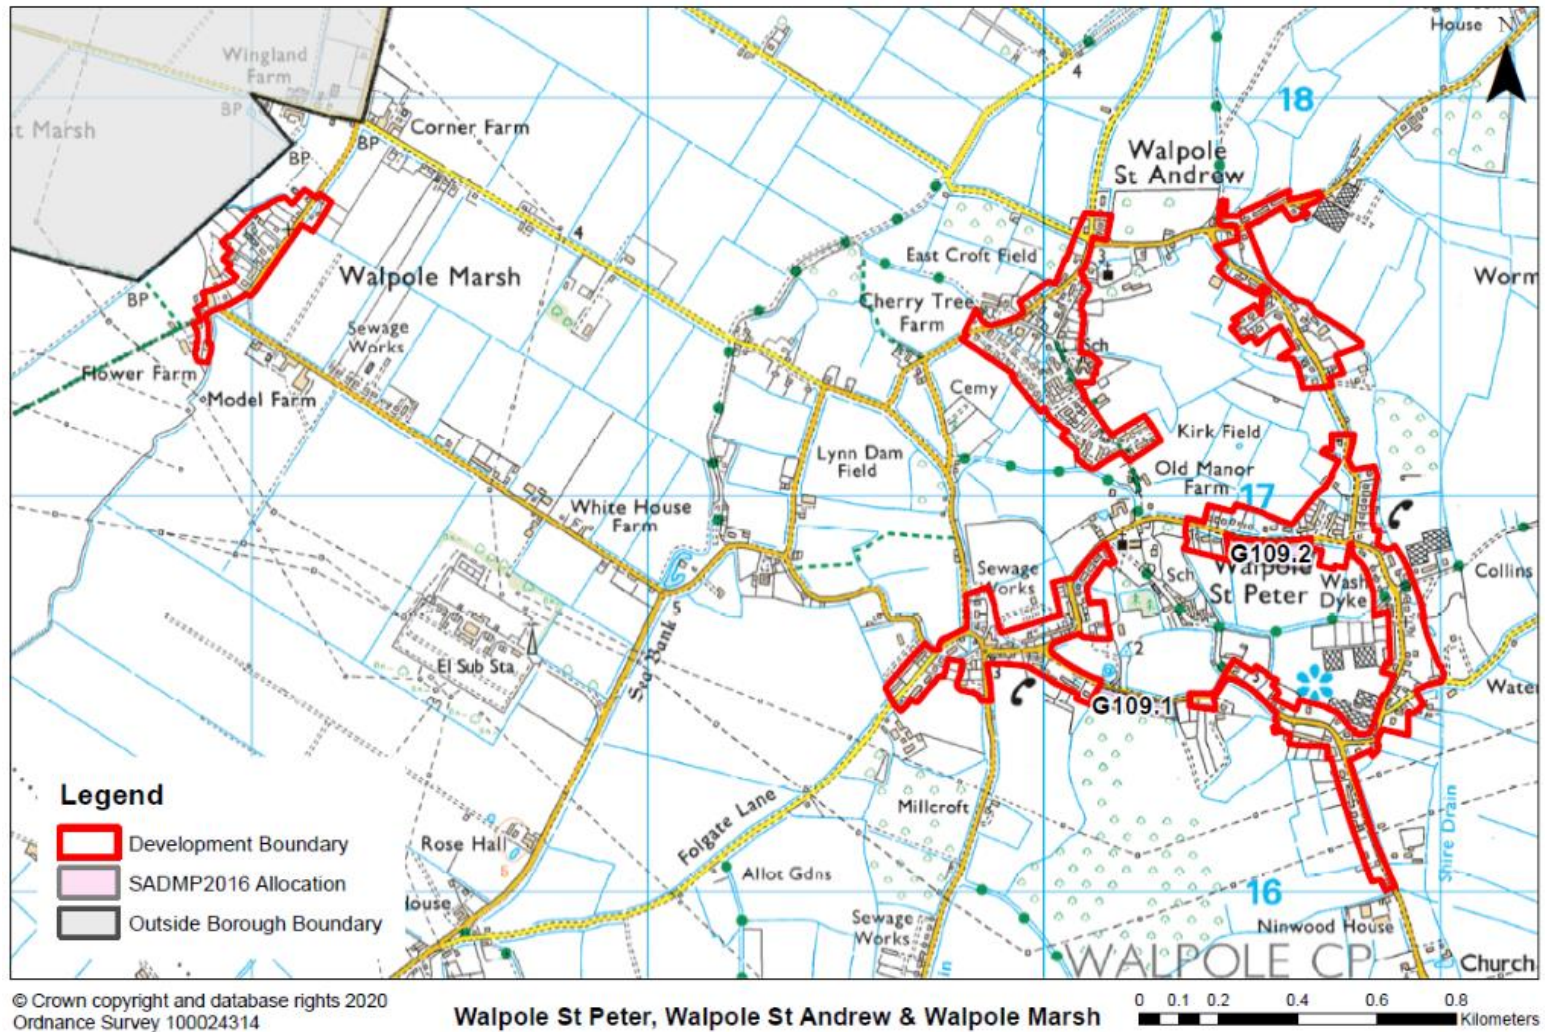 Wingland
Farm
BP
st Marsh
BP
BP
BP
Corner Farm
4
4
House
N
18
Walpole
St Andrew
Walpole Marsh
East Croft Field
3
Cherry Tree
Farm
Worm
Sewage
Works
Sch
Flower Farm
Model Farm
Cemy
Kirk Field
Lynn Dam
Field
Old Manor
Farm
17
White House
Farm
G109.2
Walpole
St Peter
Wash
Dyke
Collins
Sewage
Works
Sch
5
Sea Bank
El Sub Sta
2
3
5
G109.1
Water
Legend
Development Boundary
SADMP2016 Allocation
Outside Borough Boundary
Rose Hall
Folgate Lane
Millcroft
Shire Drain
Allot Gdns
16
House
Sewage
Works
Ninwood House
WALPOLE CP
Church
© Crown copyright and database rights 2020
Ordnance Survey 100024314
Walpole St Peter, Walpole St Andrew & Walpole Marsh
0 0.1 0.2 0.4 0.6 0.8
Kilometers